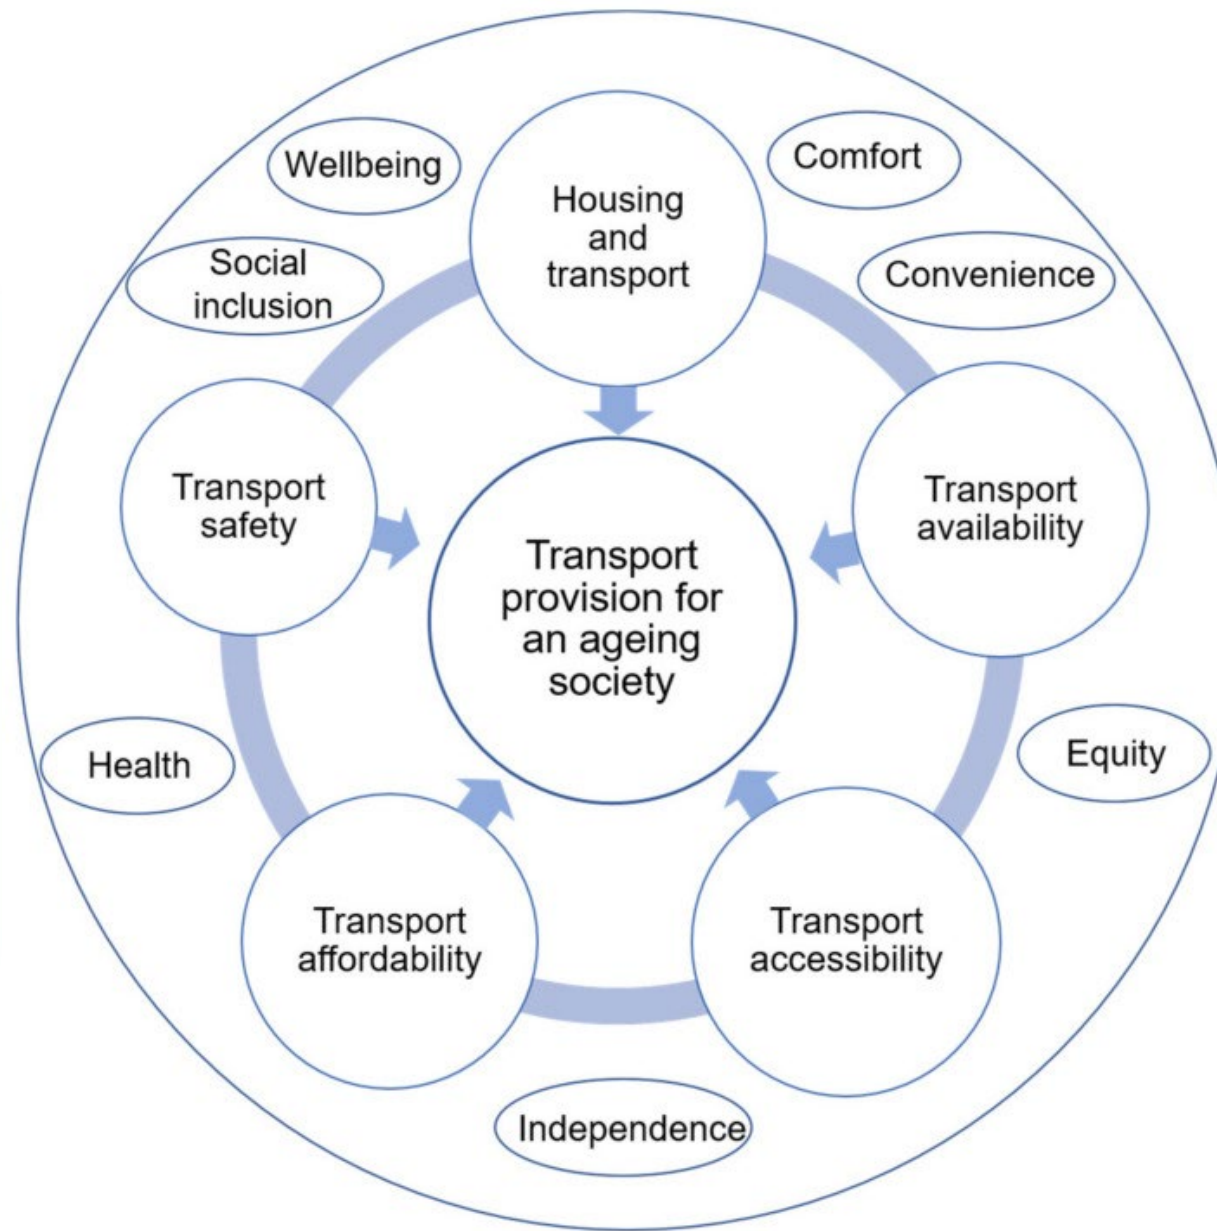 Wellbeing
Comfort
Housing
and
transport
Social
inclusion
Convenience
Transport
safety
Transport
availability
Transport
provision for
an ageing
society
Health
Equity
Transport
affordability
Transport
accessibility
Independence